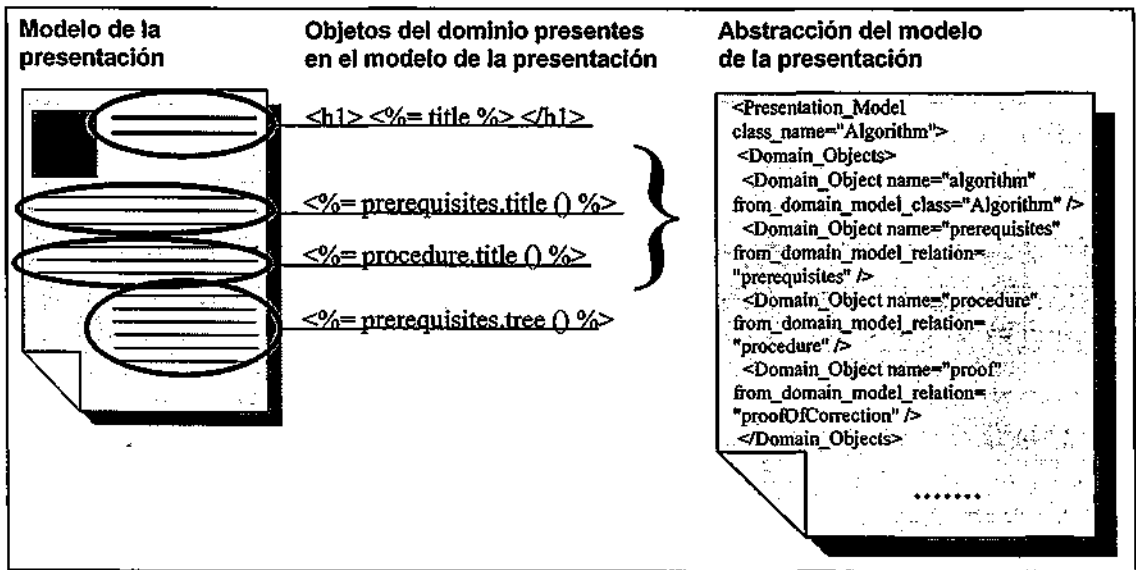 Modelo de la
presentación
Objetos del dominio presentes
en el modelo de la presentación
<h1> <%= title %> </h1>
<%= prerequisites.title () %>
<%= procedure.title () %>
<%= prerequisites.tree () %>
Abstracción del modelo
de la presentación
<Presentation_Model
class_name="Algorithm">
<Domain_Objects>
<Domain_Object name="algorithm"
from_domain_model_class="Algorithm" />
<Domain_Object name="prerequisites"
from_domain_model_relation=
"prerequisites" />
<Domain_Object name="procedure"
from_domain_model_relation=
"procedure" />
<Domain_Object name="proof"
from_domain_model_relation=
"proofOfCorrection" />
</Domain_Objects>
.......